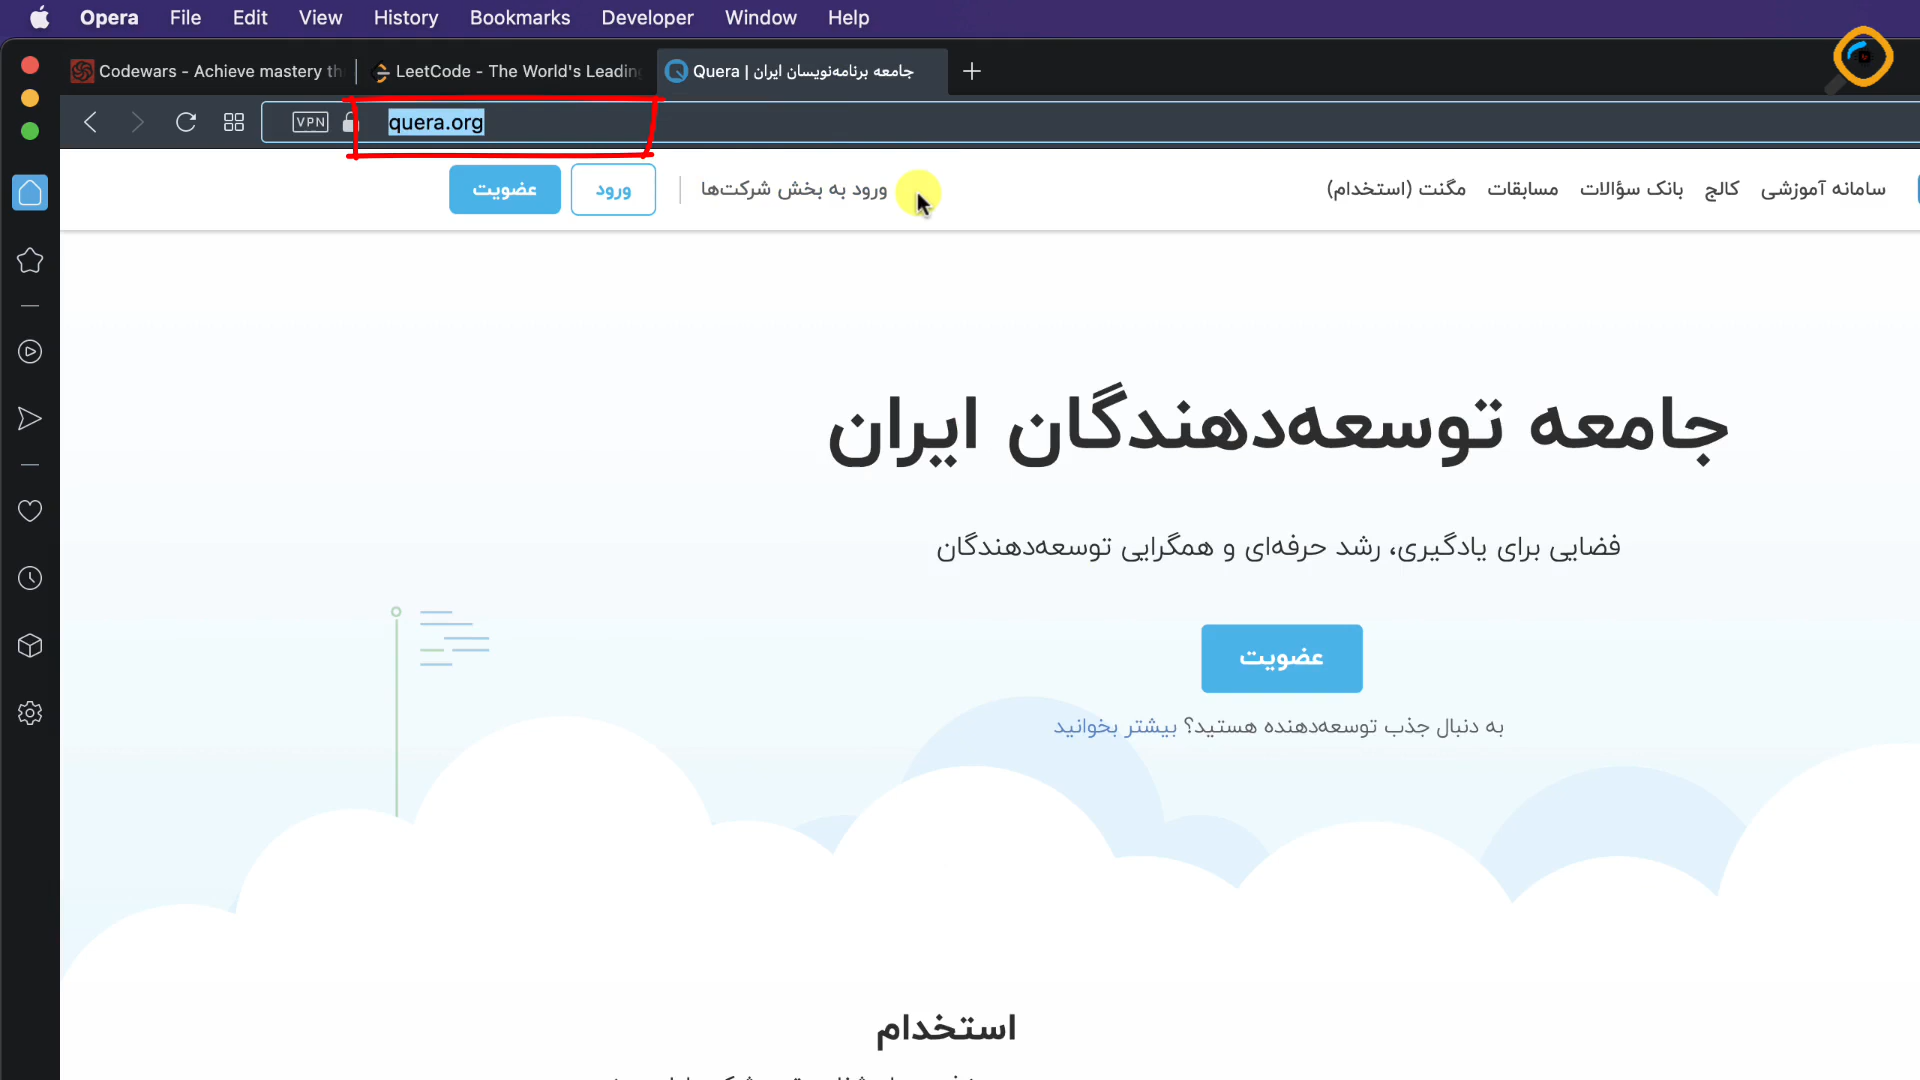 Opera File Edit View History Bookmarks Developer Window Help
Codewars - Achieve mastery th
LeetCode - The World's Leading
Quera | جامعه برنامه‌نویسان ایران
VPN quera.org
سامانه آموزشی کالج بانک سؤالات مسابقات مگنت (استخدام) ورود به بخش شرکت‌ها ورود عضویت
جامعه توسعه‌دهندگان ایران
فضایی برای یادگیری، رشد حرفه‌ای و همگرایی توسعه‌دهندگان
عضویت
به دنبال جذب توسعه‌دهنده هستید؟ بیشتر بخوانید
استخدام